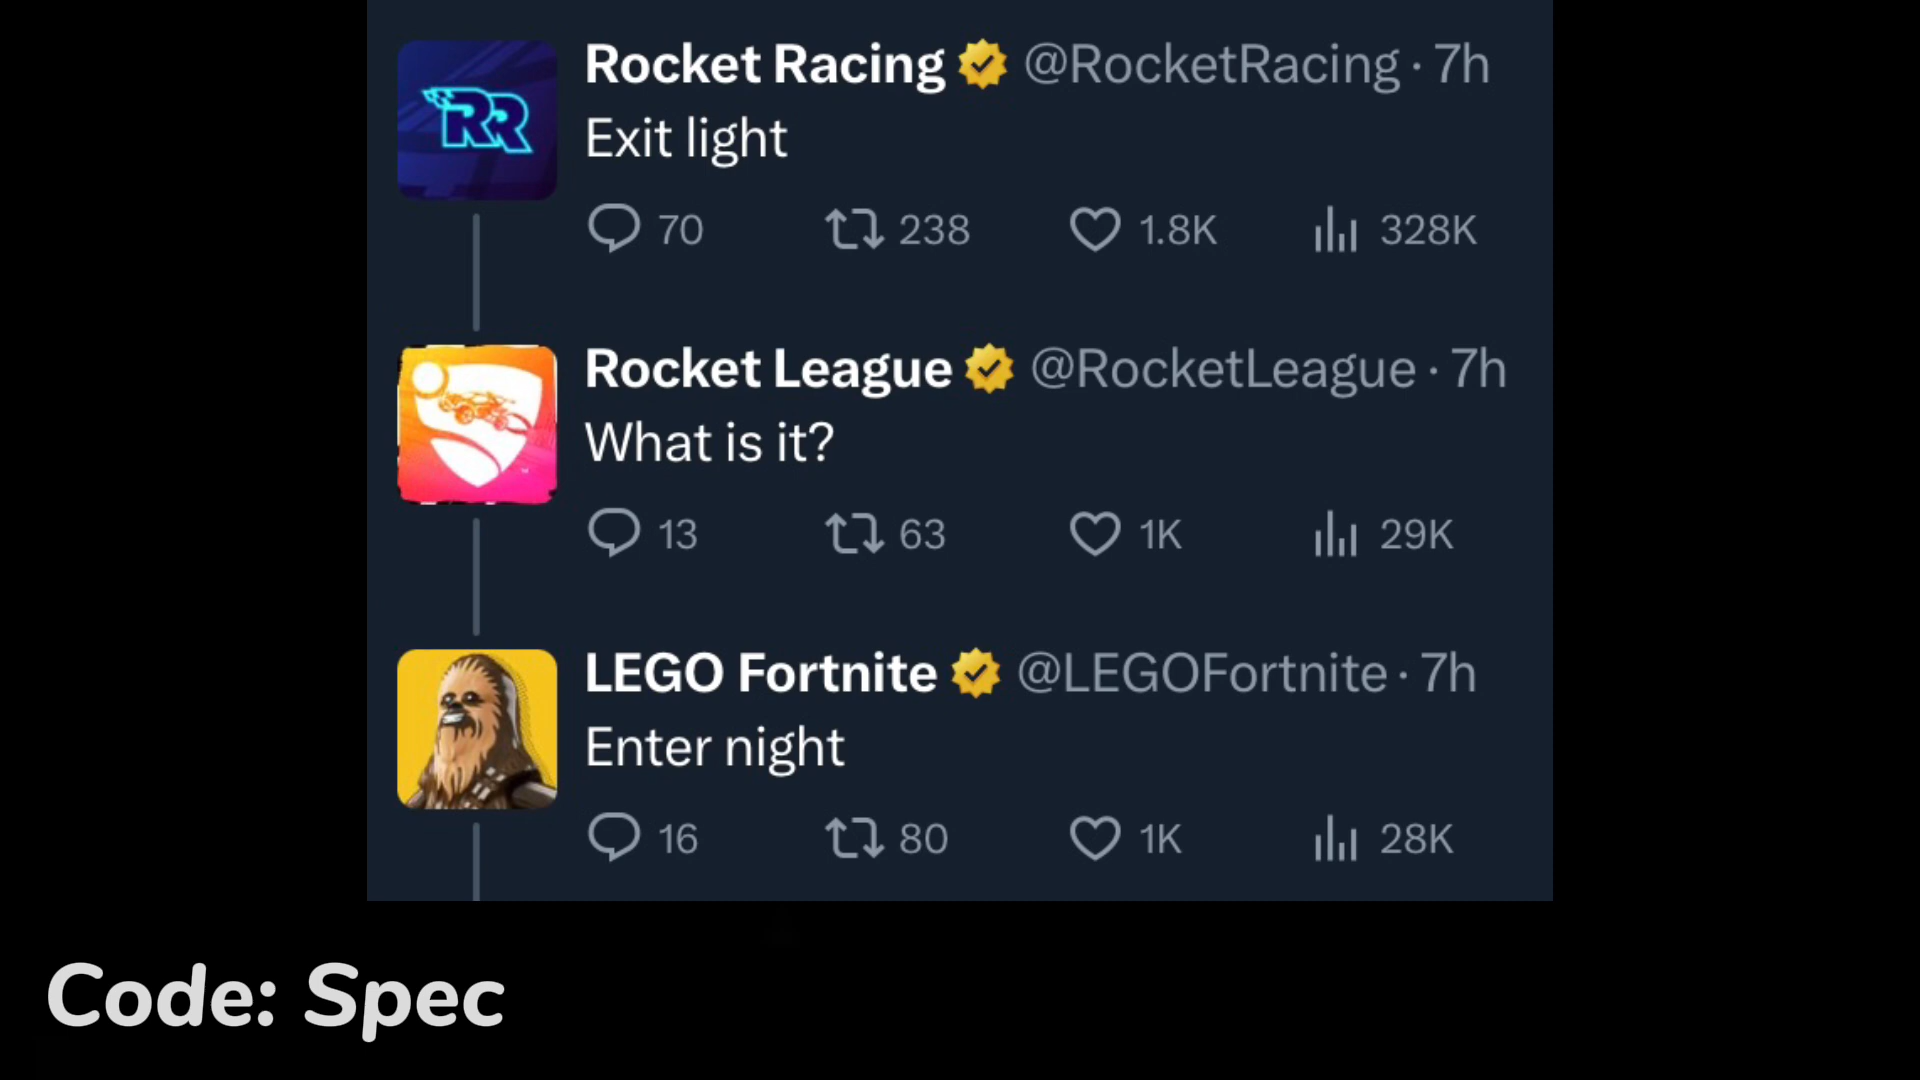 Rocket Racing @RocketRacing · 7h
RR
Exit light
70 238 1.8K 328K
Rocket League @RocketLeague · 7h
What is it?
13 63 1K 29K
LEGO Fortnite @LEGOFortnite · 7h
Enter night
16 80 1K 28K
Code: Spec